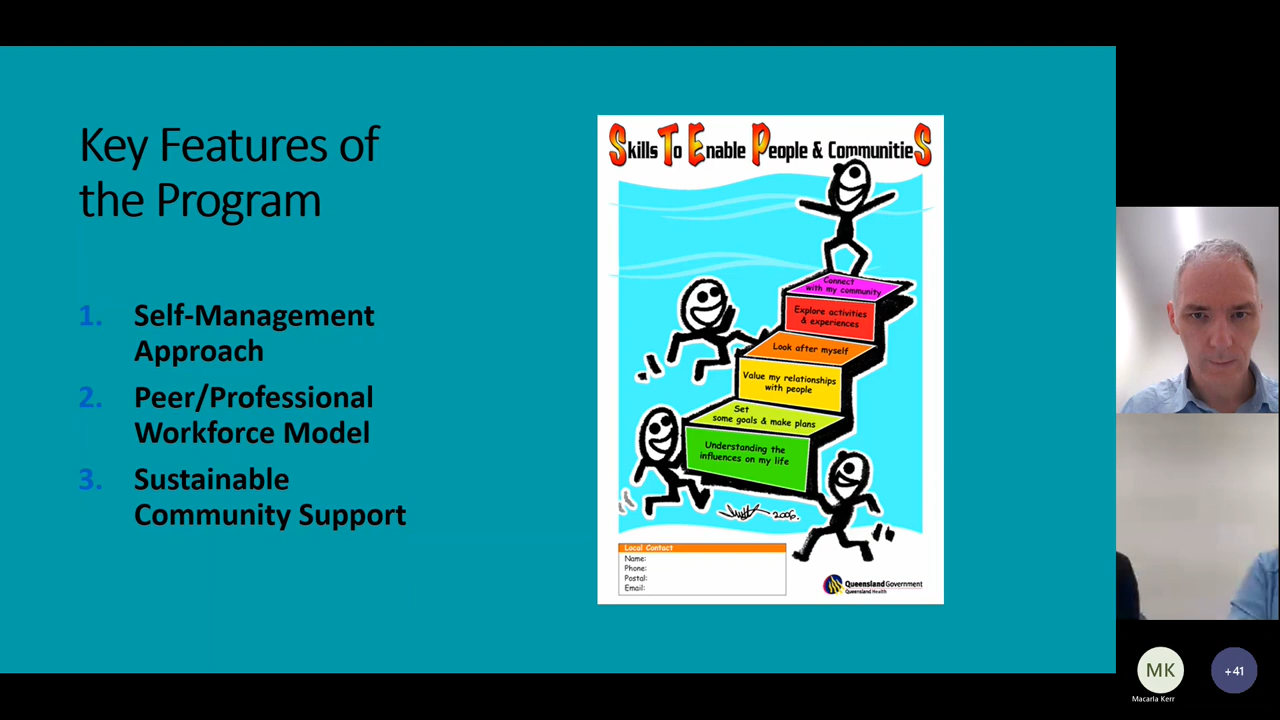 Key Features of
the Program
1. Self-Management
Approach
2. Peer/Professional
Workforce Model
3. Sustainable
Community Support
Skills To Enable People & CommunitieS
Connect
with my community
Explore activities
& experiences
Look after myself
Value my relationships
with people
Set
some goals & make plans
Understanding the
influences on my life
2006.
Local Contact
Name:
Phone:
Postal:
Email:
Queensland Government
Queensland Health
MK
+41
Macarla Kerr